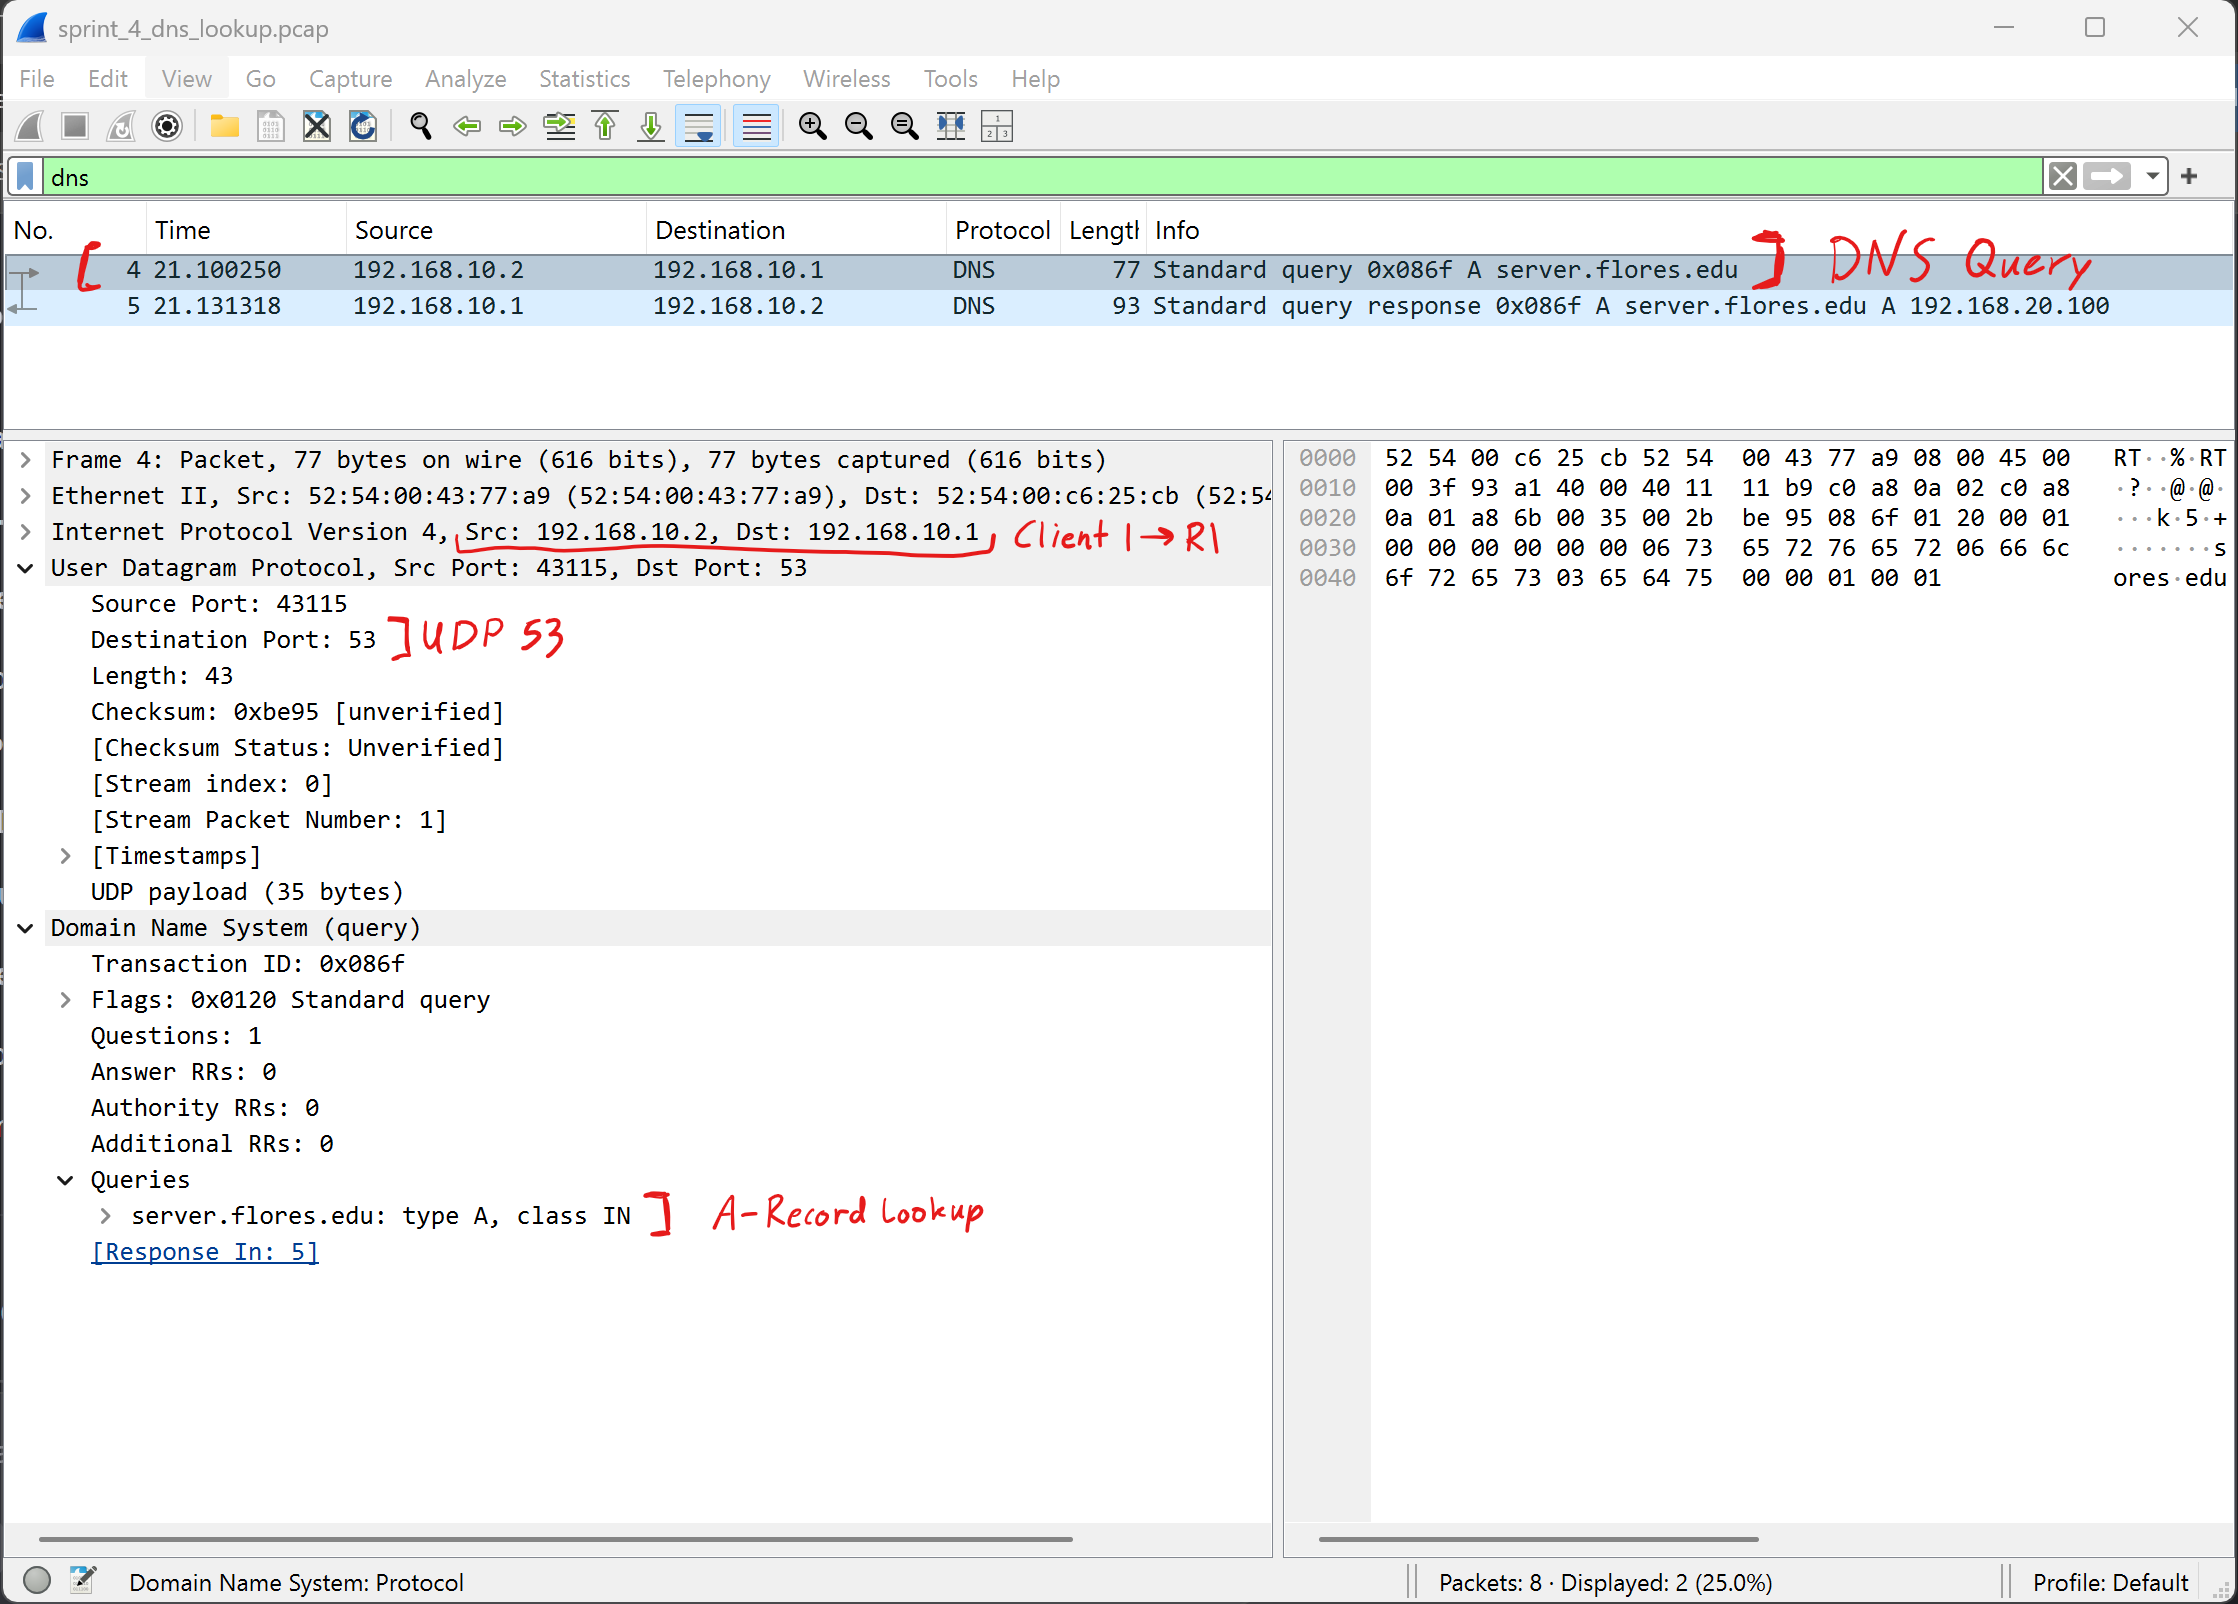 sprint_4_dns_lookup.pcap
File Edit View Go Capture Analyze Statistics Telephony Wireless Tools Help
dns
No. Time Source Destination Protocol Length Info
4 21.100250 192.168.10.2 192.168.10.1 DNS 77 Standard query 0x086f A server.flores.edu
DNS Query
5 21.131318 192.168.10.1 192.168.10.2 DNS 93 Standard query response 0x086f A server.flores.edu A 192.168.20.100
Frame 4: Packet, 77 bytes on wire (616 bits), 77 bytes captured (616 bits)
Ethernet II, Src: 52:54:00:43:77:a9 (52:54:00:43:77:a9), Dst: 52:54:00:c6:25:cb (52:54
Internet Protocol Version 4, Src: 192.168.10.2, Dst: 192.168.10.1
Client 1 → R1
User Datagram Protocol, Src Port: 43115, Dst Port: 53
Source Port: 43115
Destination Port: 53
UDP 53
Length: 43
Checksum: 0xbe95 [unverified]
[Checksum Status: Unverified]
[Stream index: 0]
[Stream Packet Number: 1]
[Timestamps]
UDP payload (35 bytes)
Domain Name System (query)
Transaction ID: 0x086f
Flags: 0x0120 Standard query
Questions: 1
Answer RRs: 0
Authority RRs: 0
Additional RRs: 0
Queries
server.flores.edu: type A, class IN
A-Record Lookup
[Response In: 5]
0000 52 54 00 c6 25 cb 52 54 00 43 77 a9 08 00 45 00 RT··%·RT
0010 00 3f 93 a1 40 00 40 11 11 b9 c0 a8 0a 02 c0 a8 ·?··@·@·
0020 0a 01 a8 6b 00 35 00 2b be 95 08 6f 01 20 00 01 ···k·5·+
0030 00 00 00 00 00 00 06 73 65 72 76 65 72 06 66 6c ·······s
0040 6f 72 65 73 03 65 64 75 00 00 01 00 01 ores·edu
Domain Name System: Protocol
Packets: 8 · Displayed: 2 (25.0%)
Profile: Default